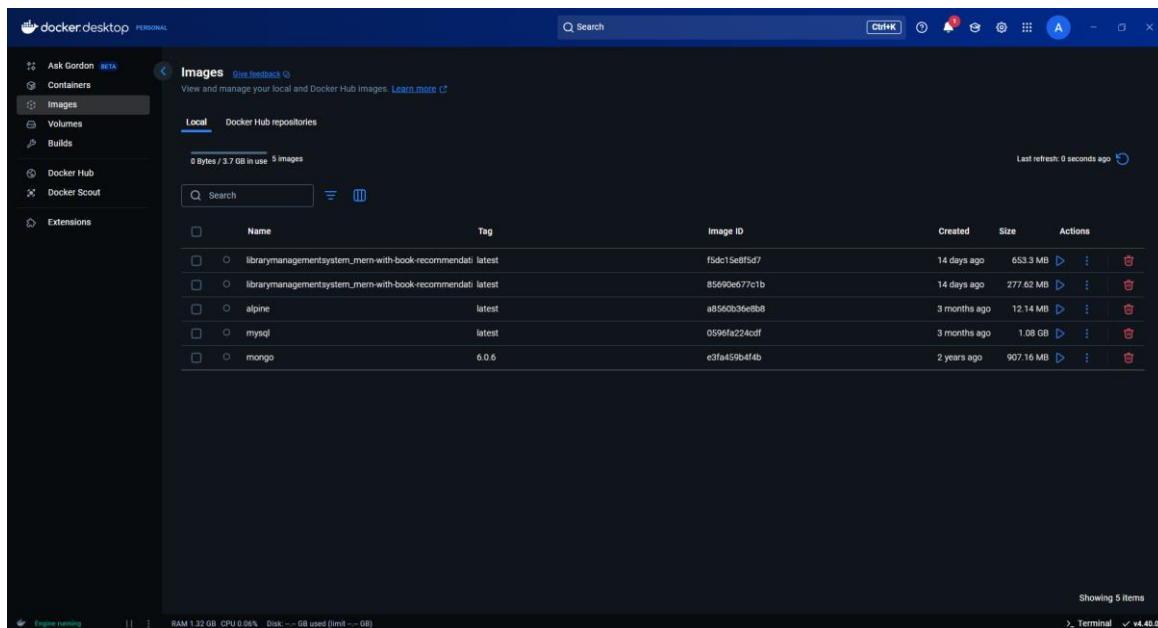 docker.desktop PERSONAL
Search
Ctrl+K
1
A
Ask Gordon BETA
Containers
Images
Volumes
Builds
Docker Hub
Docker Scout
Extensions
Images Give feedback
View and manage your local and Docker Hub images. Learn more
Local Docker Hub repositories
0 Bytes / 3.7 GB in use 5 images
Last refresh: 0 seconds ago
Search
Name Tag Image ID Created Size Actions
librarymanagementsystem_mern-with-book-recommendati latest f5dc15e8f5d7 14 days ago 653.3 MB
librarymanagementsystem_mern-with-book-recommendati latest 85690e677c1b 14 days ago 277.62 MB
alpine latest a8560b36e8b8 3 months ago 12.14 MB
mysql latest 0596fa224cdf 3 months ago 1.08 GB
mongo 6.0.6 e3fa459b4f4b 2 years ago 907.16 MB
Showing 5 items
Engine running RAM 1.32 GB CPU 0.06% Disk: --.-- GB used (limit --.-- GB) >_ Terminal v4.40.0